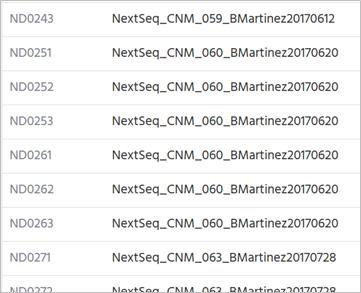 ND0243 NextSeq_CNM_059_BMartinez20170612
ND0251 NextSeq_CNM_060_BMartinez20170620
ND0252 NextSeq_CNM_060_BMartinez20170620
ND0253 NextSeq_CNM_060_BMartinez20170620
ND0261 NextSeq_CNM_060_BMartinez20170620
ND0262 NextSeq_CNM_060_BMartinez20170620
ND0263 NextSeq_CNM_060_BMartinez20170620
ND0271 NextSeq_CNM_063_BMartinez20170728
ND0272 NextSeq_CNM_063_BMartinez20170728